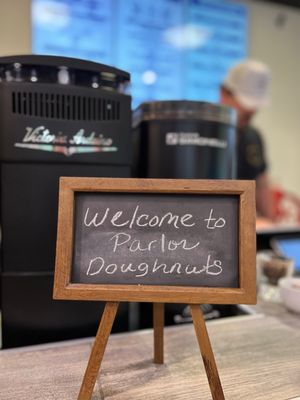 Victoria Arduino
Welcome to
Parlor
Doughnuts